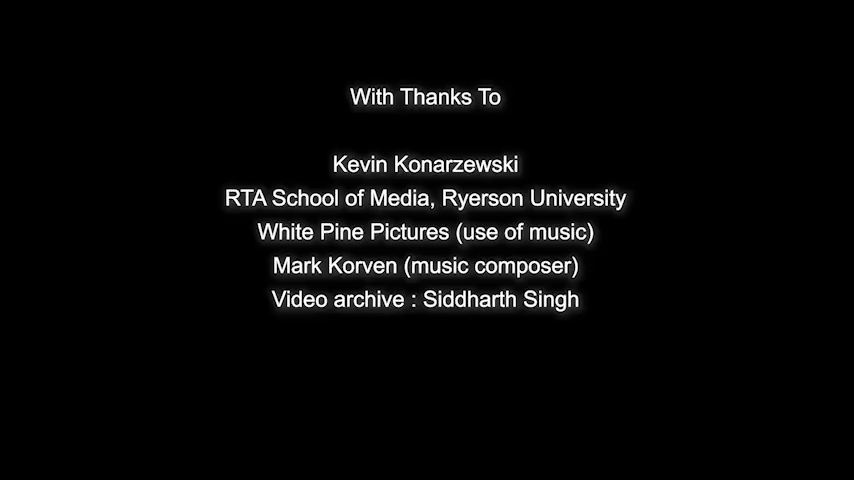 With Thanks To
Kevin Konarzewski
RTA School of Media, Ryerson University
White Pine Pictures (use of music)
Mark Korven (music composer)
Video archive : Siddharth Singh